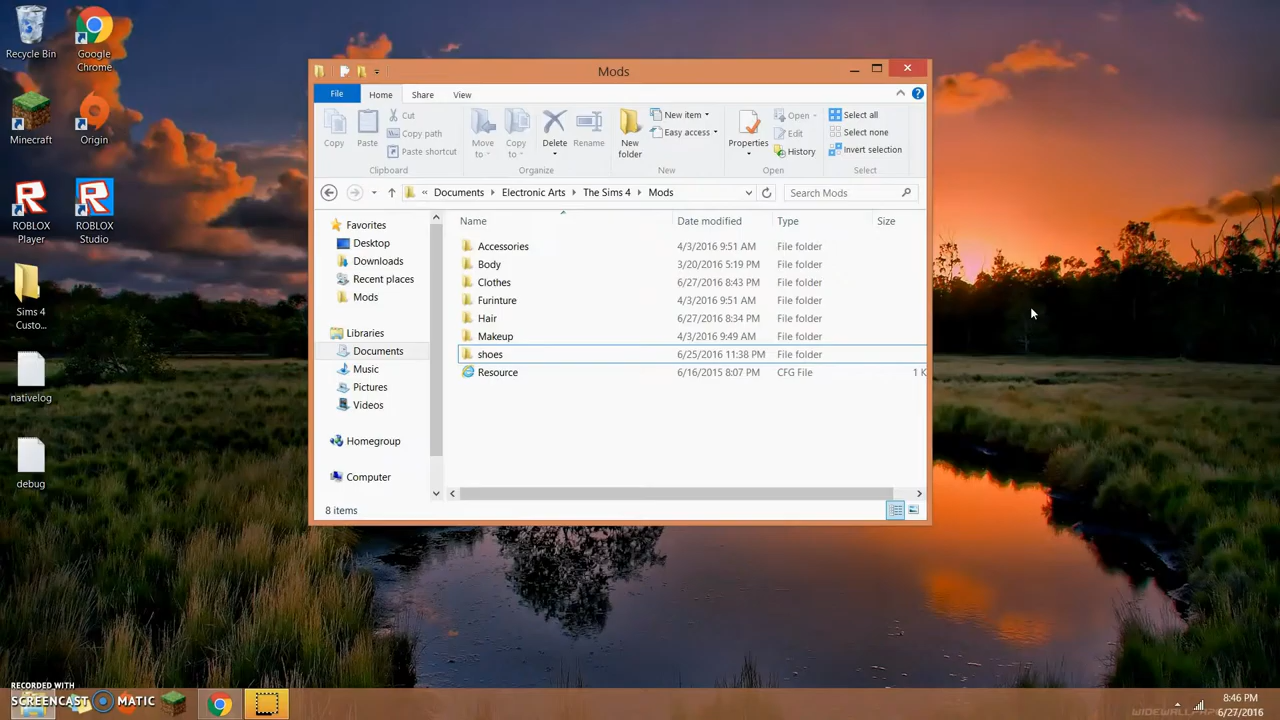 Recycle Bin
Google Chrome
Minecraft
Origin
ROBLOX Player
ROBLOX Studio
Sims 4 Custo...
nativelog
debug
Mods
File
Home
Share
View
Copy
Paste
Cut
Copy path
Paste shortcut
Clipboard
Move to
Copy to
Delete
Rename
Organize
New folder
New item
Easy access
New
Properties
Open
Edit
History
Open
Select all
Select none
Invert selection
Select
« Documents Electronic Arts The Sims 4 Mods
Search Mods
Favorites
Desktop
Downloads
Recent places
Mods
Libraries
Documents
Music
Pictures
Videos
Homegroup
Computer
Name Date modified Type Size
Accessories 4/3/2016 9:51 AM File folder
Body 3/20/2016 5:19 PM File folder
Clothes 6/27/2016 8:43 PM File folder
Furinture 4/3/2016 9:51 AM File folder
Hair 6/27/2016 8:34 PM File folder
Makeup 4/3/2016 9:49 AM File folder
shoes 6/25/2016 11:38 PM File folder
Resource 6/16/2015 8:07 PM CFG File 1 K
8 items
RECORDED WITH
SCREENCAST MATIC
8:46 PM
6/27/2016